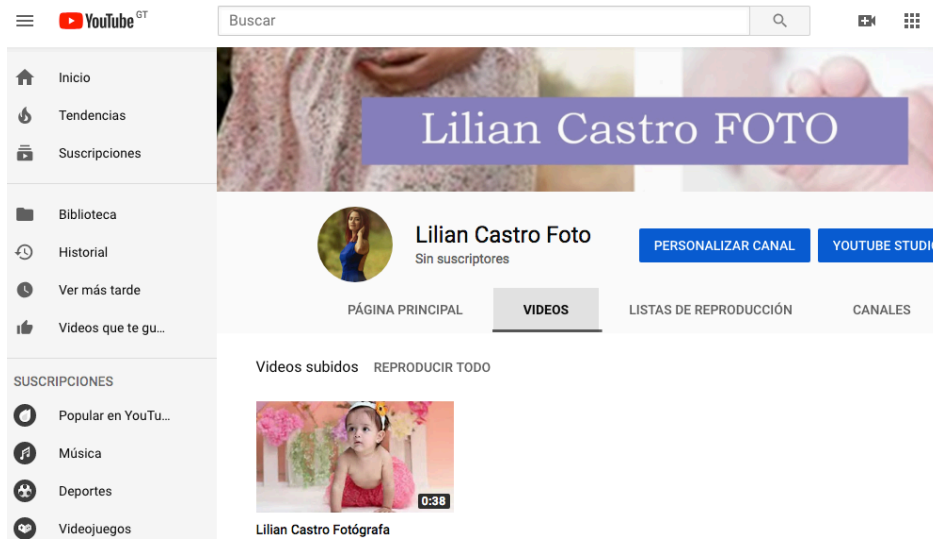 YouTube GT
Buscar
Inicio
Tendencias
Suscripciones
Biblioteca
Historial
Ver más tarde
Videos que te gu...
SUSCRIPCIONES
Popular en YouTu...
Música
Deportes
Videojuegos
Lilian Castro FOTO
Lilian Castro Foto
Sin suscriptores
PERSONALIZAR CANAL
YOUTUBE STUDIO
PÁGINA PRINCIPAL
VIDEOS
LISTAS DE REPRODUCCIÓN
CANALES
Videos subidos REPRODUCIR TODO
0:38
Lilian Castro Fotógrafa